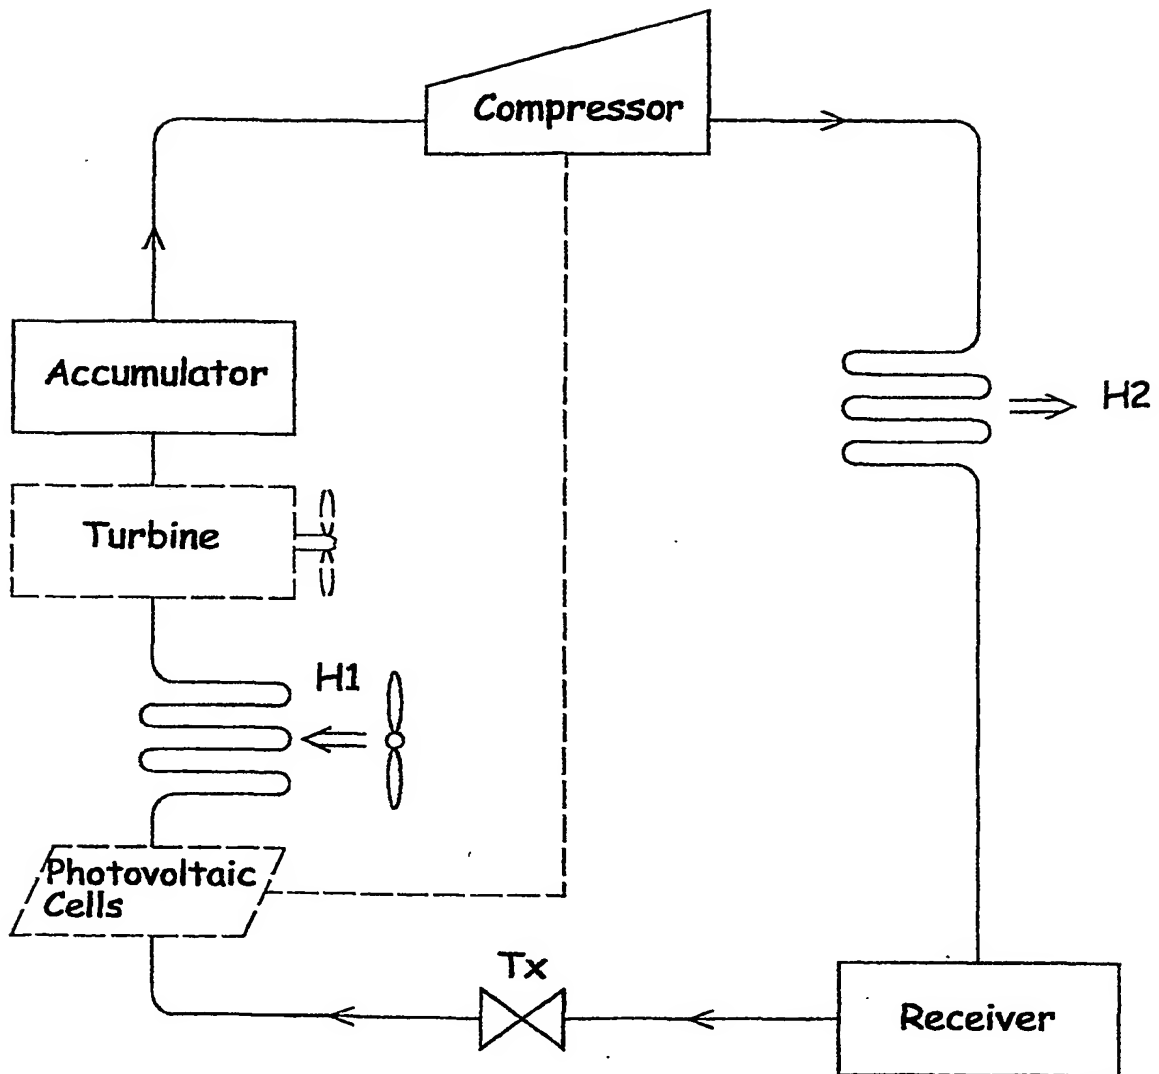 Compressor
Accumulator
H2
Turbine
H1
Photovoltaic
Cells
Tx
Receiver